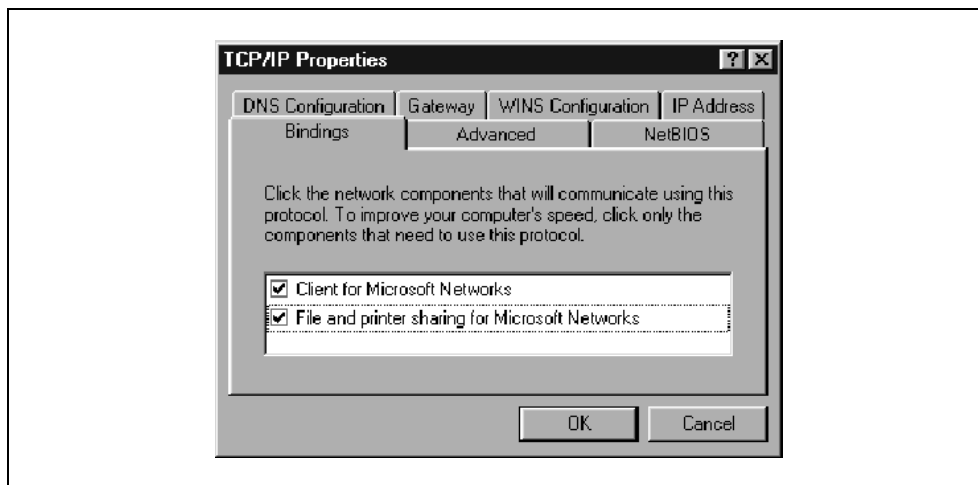 TCP/IP Properties
DNS Configuration
Gateway
WINS Configuration
IP Address
Bindings
Advanced
NetBIOS
Click the network components that will communicate using this
protocol. To improve your computer's speed, click only the
components that need to use this protocol.
Client for Microsoft Networks
File and printer sharing for Microsoft Networks
OK
Cancel